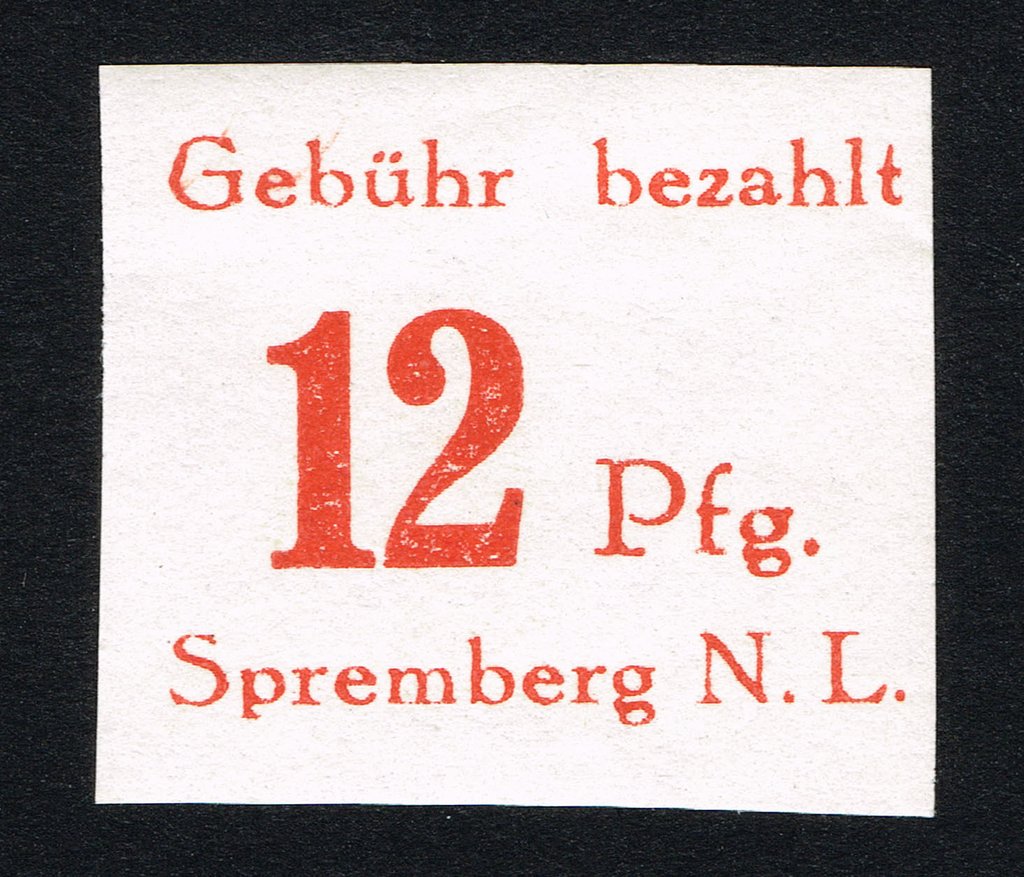 Gebühr bezahlt
12 Pfg.
Spremberg N. L.